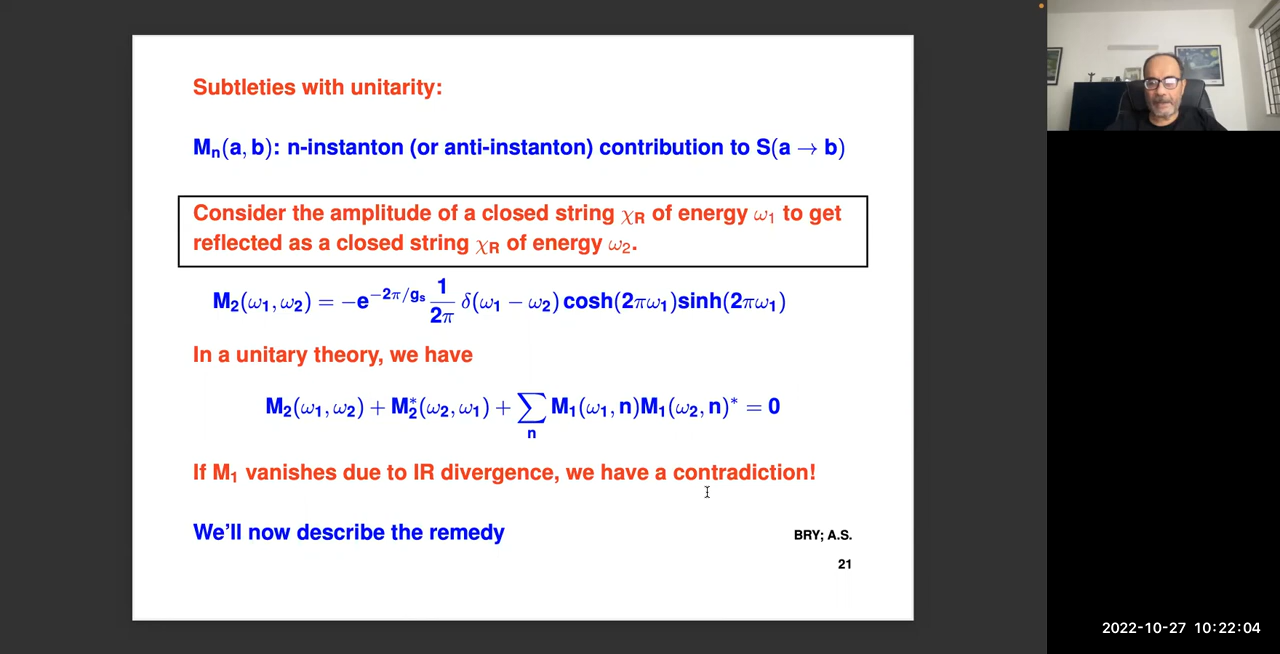 Subtleties with unitarity:
Mₙ(a, b): n-instanton (or anti-instanton) contribution to S(a → b)
Consider the amplitude of a closed string χ_R of energy ω₁ to get
reflected as a closed string χ_R of energy ω₂.
M₂(ω₁, ω₂) = −e^{−2π/g_s} 1/2π δ(ω₁ − ω₂) cosh(2πω₁)sinh(2πω₁)
In a unitary theory, we have
M₂(ω₁, ω₂) + M₂*(ω₂, ω₁) + ∑_n M₁(ω₁, n)M₁(ω₂, n)* = 0
If M₁ vanishes due to IR divergence, we have a contradiction!
We'll now describe the remedy
BRY; A.S.
21
2022-10-27 10:22:04